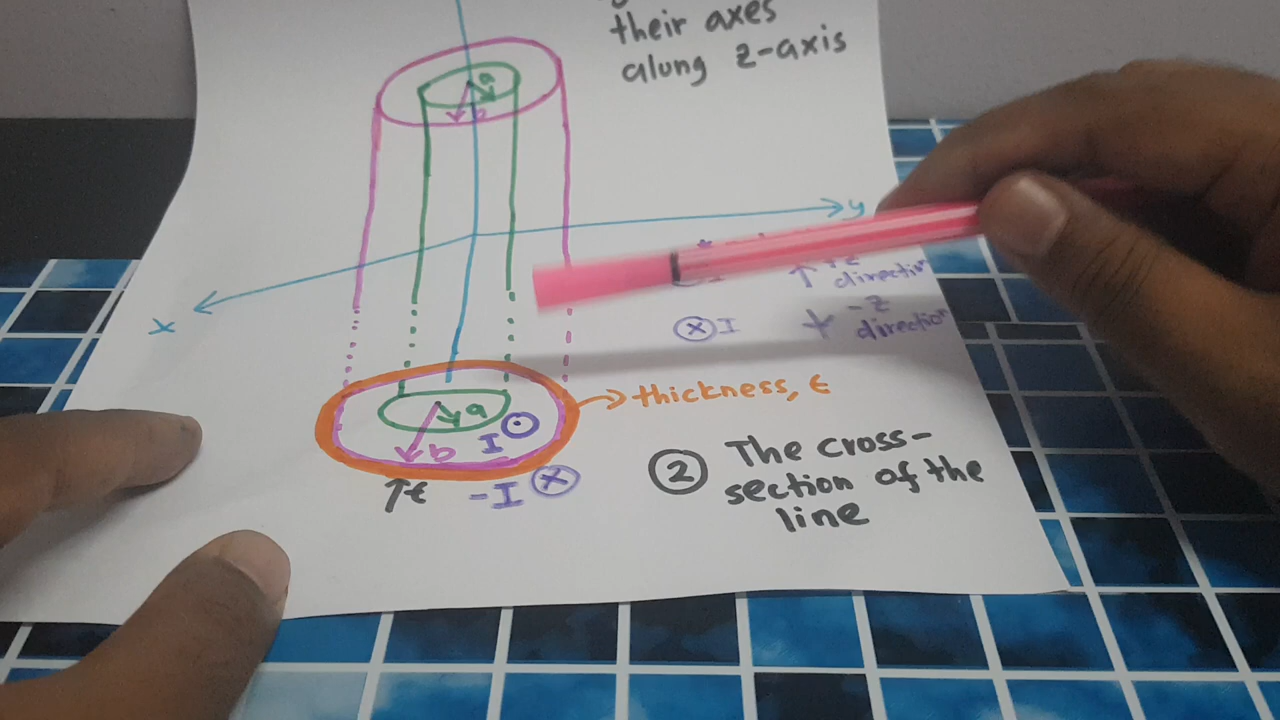 their axes
along z-axis
a
b
y
direction
x
Ⓧ I
-z
direction
→thickness, t
a
b
I ⊙
↑t
-I Ⓧ
② The cross-
section of the
line